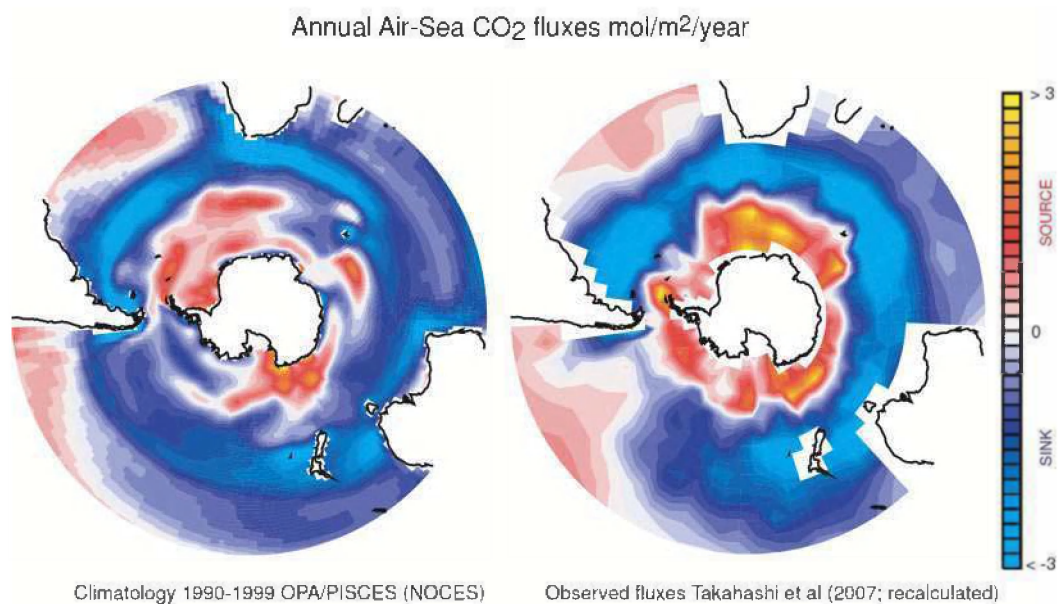 Annual Air-Sea CO2 fluxes mol/m²/year
> 3
SOURCE
0
SINK
< -3
Climatology 1990-1999 OPA/PISCES (NOCES)
Observed fluxes Takahashi et al (2007; recalculated)